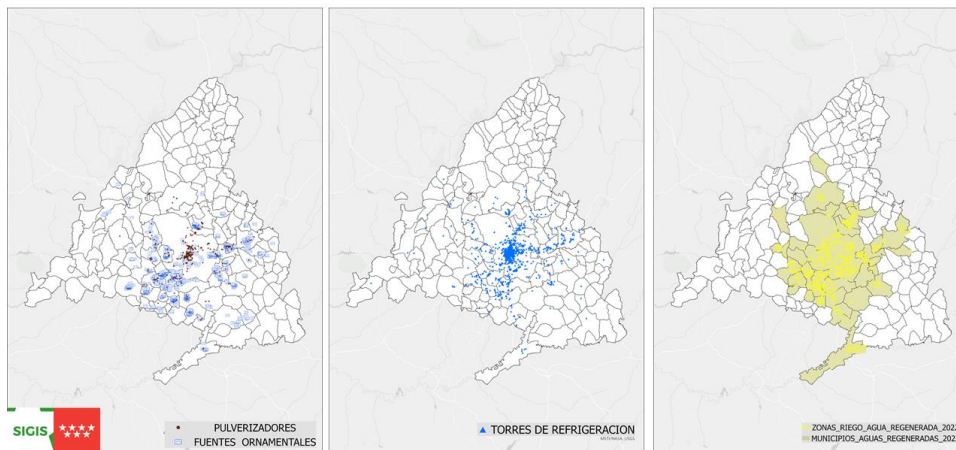 SIGIS
PULVERIZADORES
FUENTES ORNAMENTALES
TORRES DE REFRIGERACION
ZONAS_RIEGO_AGUA_REGENERADA_202
MUNICIPIOS_AGUAS_REGENERADAS_202